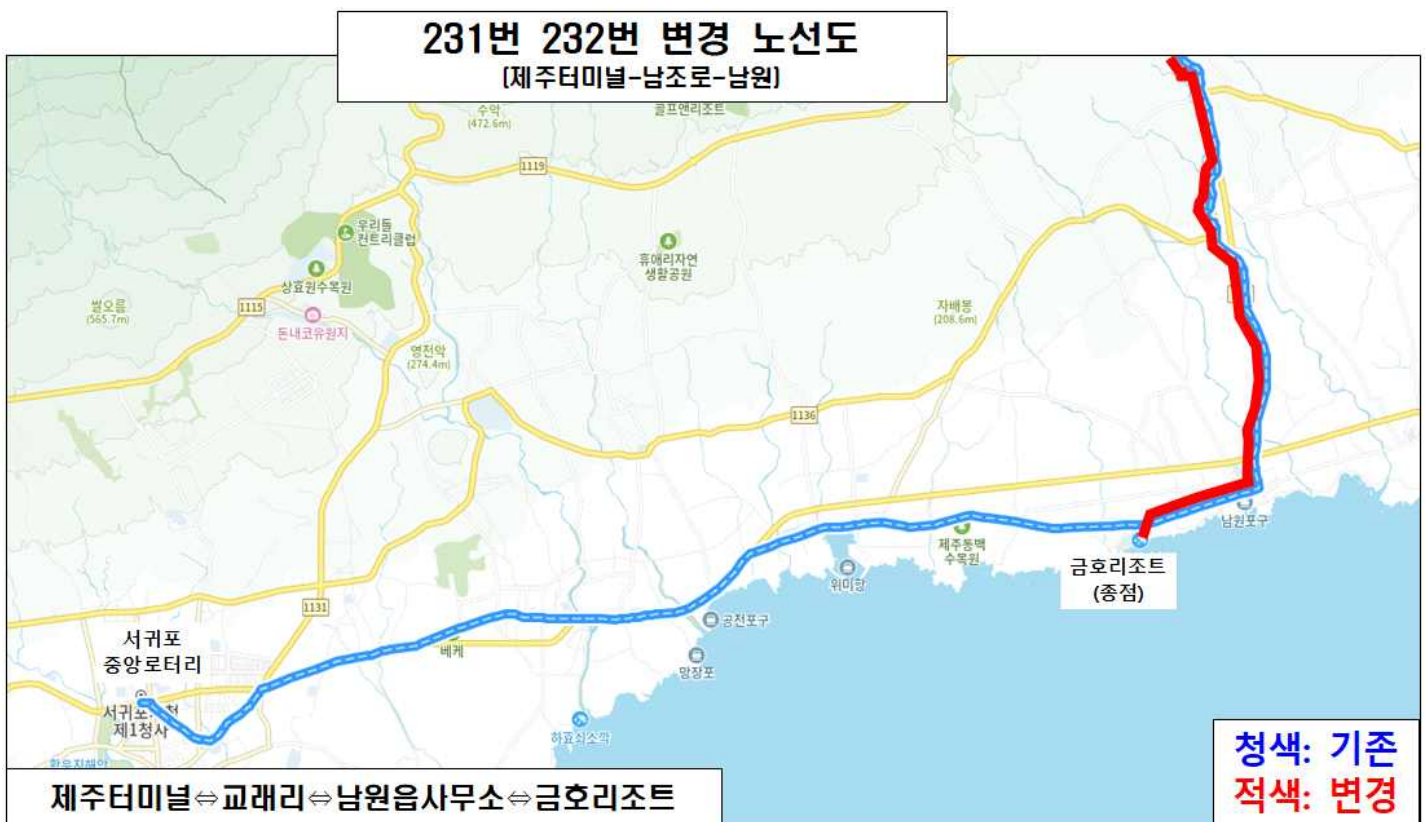 231번 232번 변경 노선도
(제주터미널-남조로-남원)
수악
(472.6m)
골프앤리조트
1119
우리들
컨트리클럽
휴애리자연
생활공원
상효원수목원
쌀오름
(565.7m)
1115
돈내코유원지
자배봉
(208.6m)
영천악
(274.4m)
1136
남원포구
제주동백
수목원
금호리조트
(종점)
위미항
1131
공천포구
서귀포
중앙로터리
베케
망장포
제1청사
하효쇠소깍
청색: 기존
적색: 변경
제주터미널⇔교래리⇔남원읍사무소⇔금호리조트